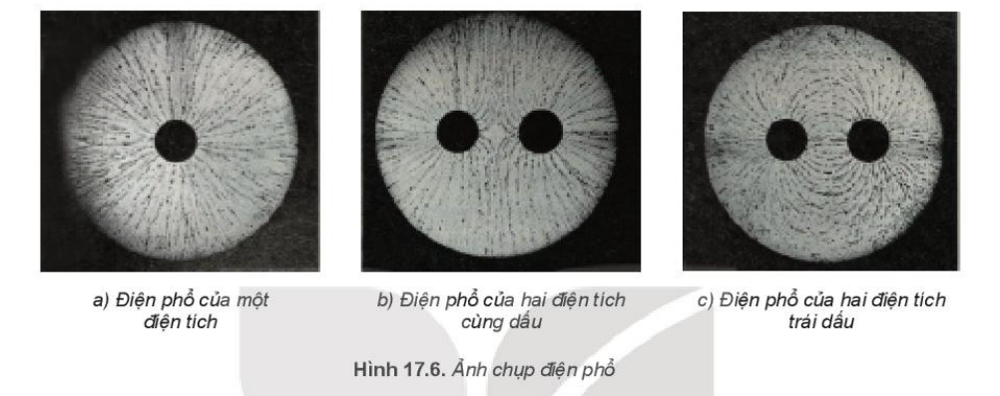 a) Điện phổ của một
điện tích
b) Điện phổ của hai điện tích
cùng dấu
c) Điện phổ của hai điện tích
trái dấu
Hình 17.6. Ảnh chụp điện phổ